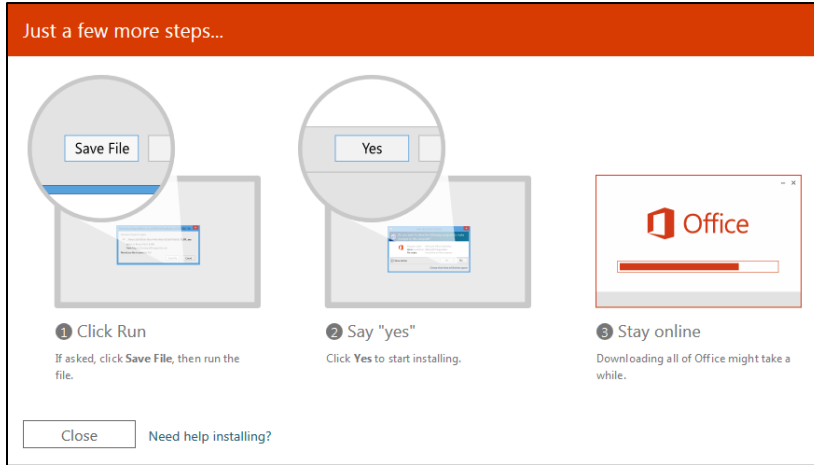 Just a few more steps...
Save File
Yes
Office
1 Click Run
If asked, click Save File, then run the
file.
2 Say "yes"
Click Yes to start installing.
3 Stay online
Downloading all of Office might take a
while.
Close
Need help installing?